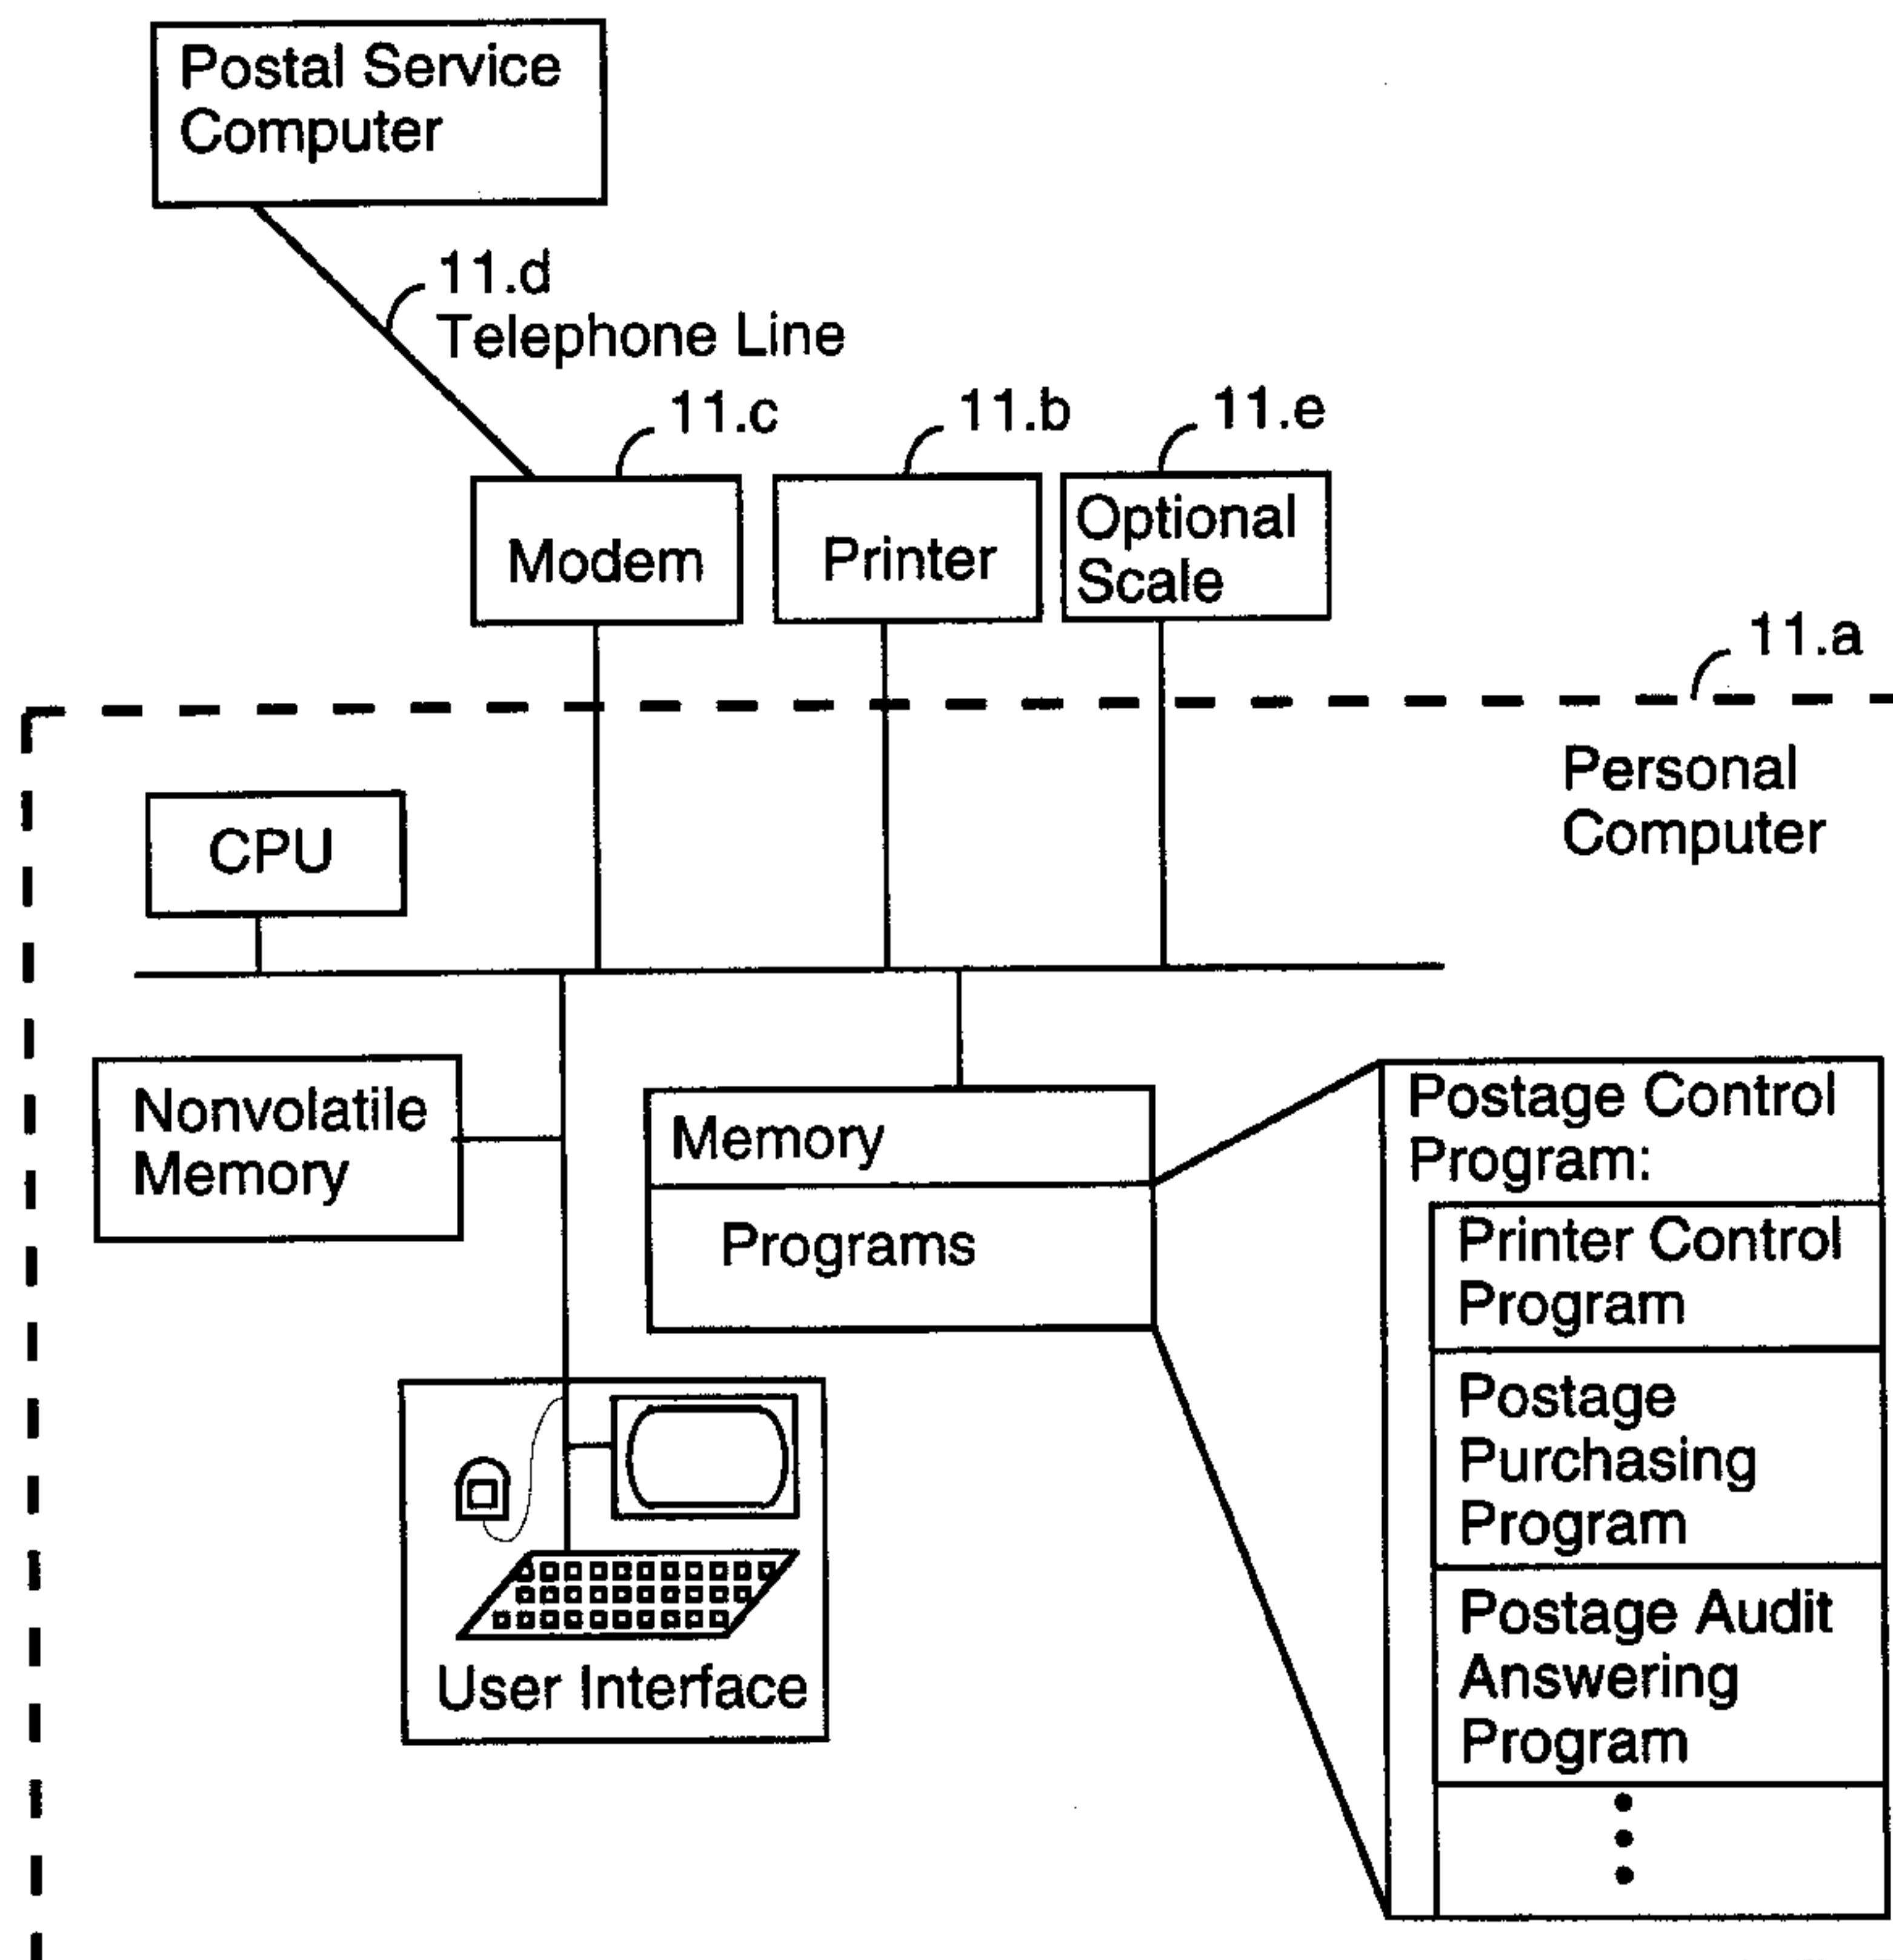 Postal Service
Computer
11.d
Telephone Line
11.c
11.b
11.e
Modem
Printer
Optional
Scale
11.a
Personal
Computer
CPU
Nonvolatile
Memory
Memory
Programs
Postage Control
Program:
Printer Control
Program
Postage
Purchasing
Program
Postage Audit
Answering
Program
User Interface